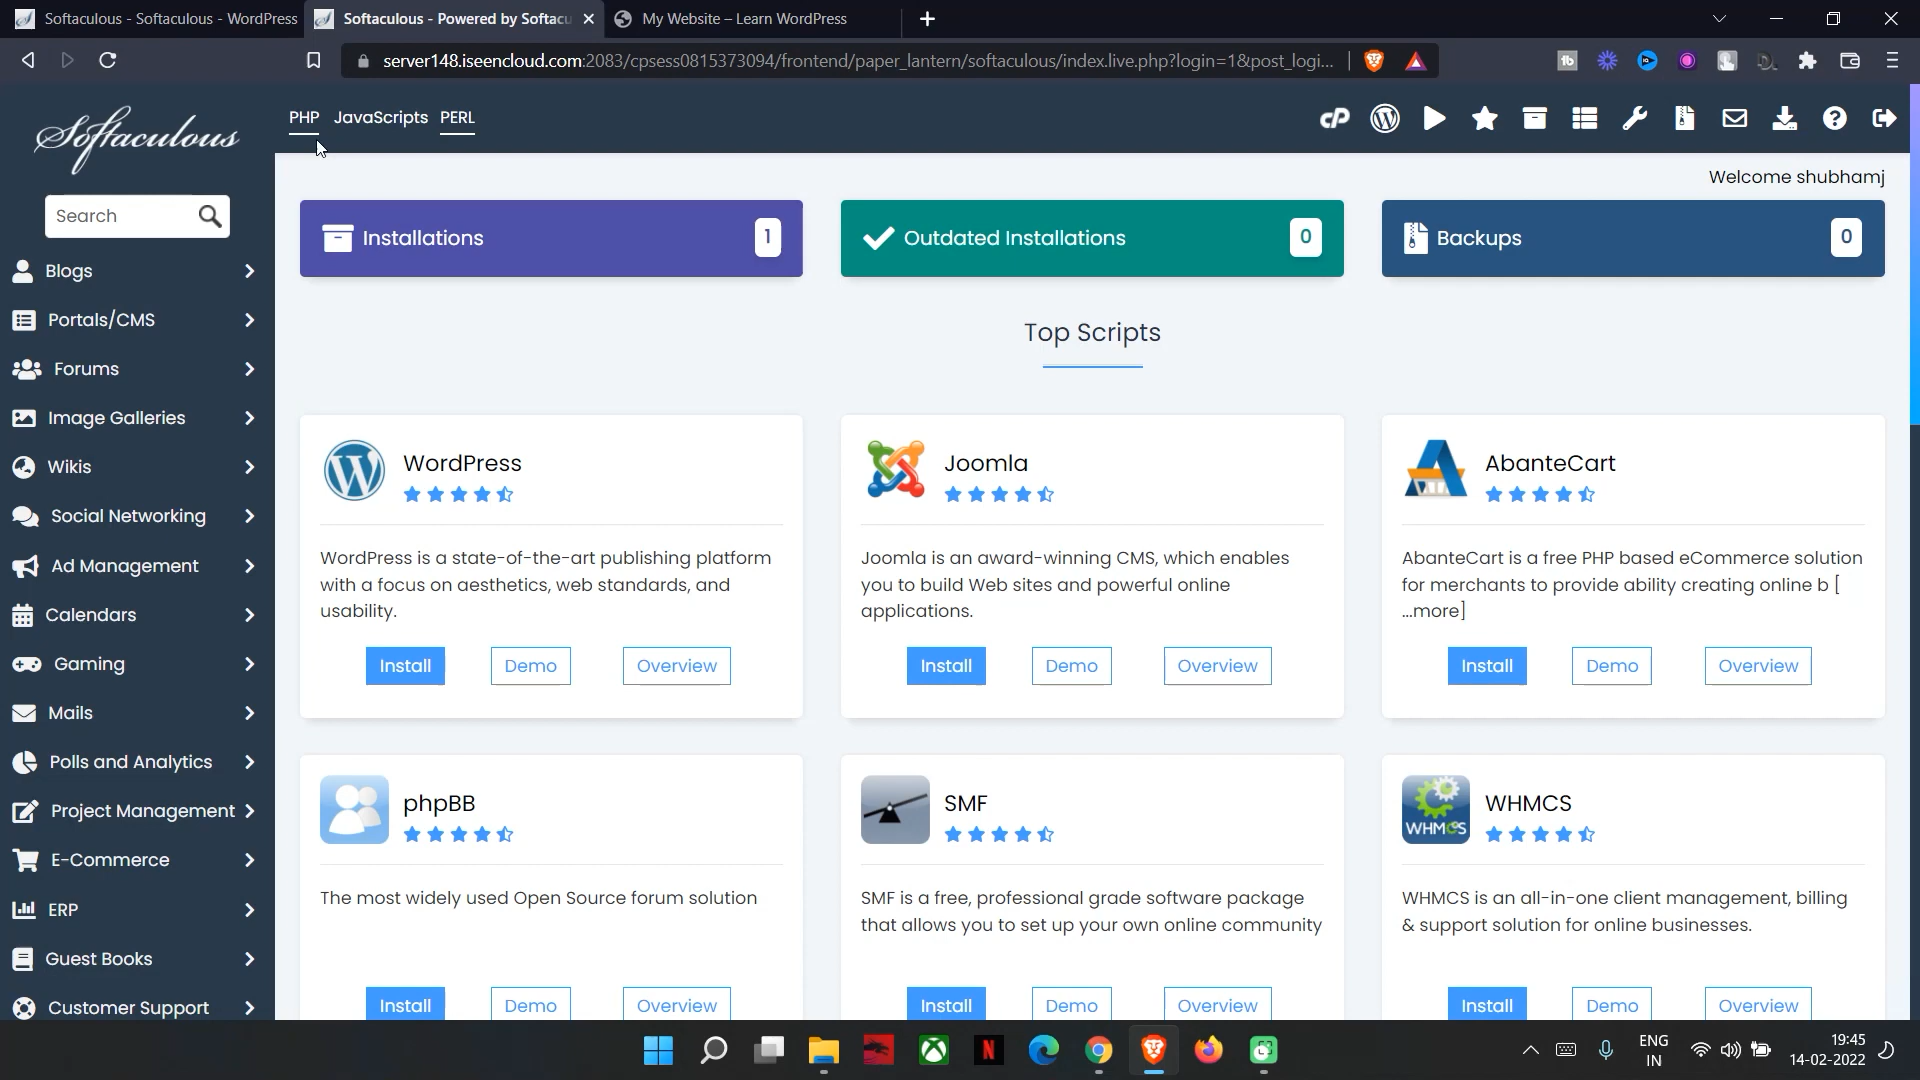 Softaculous - Softaculous - WordPress
Softaculous - Powered by Softacu
My Website – Learn WordPress
server148.iseencloud.com:2083/cpsess0815373094/frontend/paper_lantern/softaculous/index.live.php?login=1&post_logi...
Softaculous
PHP JavaScripts PERL
Welcome shubhamj
Search
Blogs
Portals/CMS
Forums
Image Galleries
Wikis
Social Networking
Ad Management
Calendars
Gaming
Mails
Polls and Analytics
Project Management
E-Commerce
ERP
Guest Books
Customer Support
Installations 1
Outdated Installations 0
Backups 0
Top Scripts
WordPress
WordPress is a state-of-the-art publishing platform
with a focus on aesthetics, web standards, and
usability.
Install Demo Overview
Joomla
Joomla is an award-winning CMS, which enables
you to build Web sites and powerful online
applications.
Install Demo Overview
AbanteCart
AbanteCart is a free PHP based eCommerce solution
for merchants to provide ability creating online b [
...more]
Install Demo Overview
phpBB
The most widely used Open Source forum solution
Install Demo Overview
SMF
SMF is a free, professional grade software package
that allows you to set up your own online community
Install Demo Overview
WHMCS
WHMCS
WHMCS is an all-in-one client management, billing
& support solution for online businesses.
Install Demo Overview
ENG
IN
19:45
14-02-2022